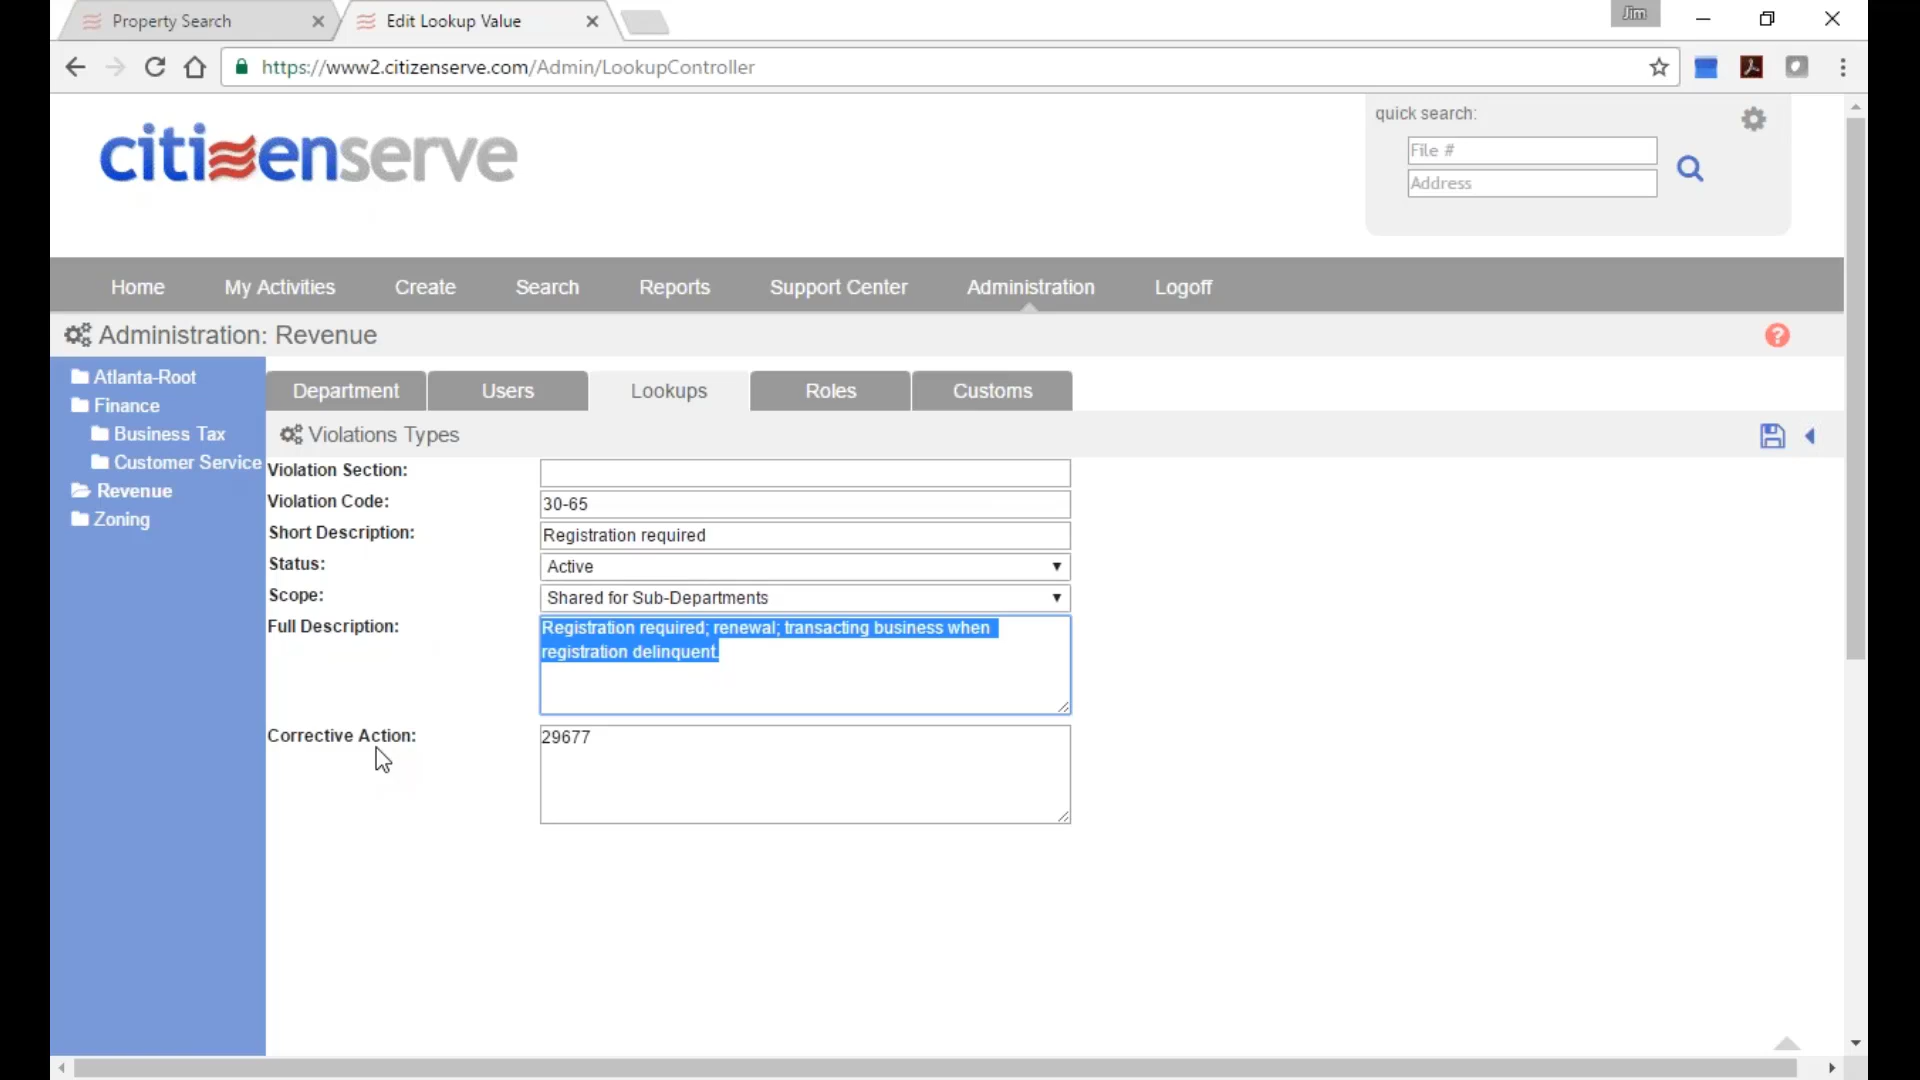 Property Search
Edit Lookup Value
Jim
https://www2.citizenserve.com/Admin/LookupController
citizenserve
quick search:
File #
Address
Home
My Activities
Create
Search
Reports
Support Center
Administration
Logoff
Administration: Revenue
?
Atlanta-Root
Finance
Business Tax
Customer Service
Revenue
Zoning
Department
Users
Lookups
Roles
Customs
Violations Types
Violation Section:
Violation Code:
30-65
Short Description:
Registration required
Status:
Active
Scope:
Shared for Sub-Departments
Full Description:
Registration required; renewal; transacting business when
registration delinquent.
Corrective Action:
29677